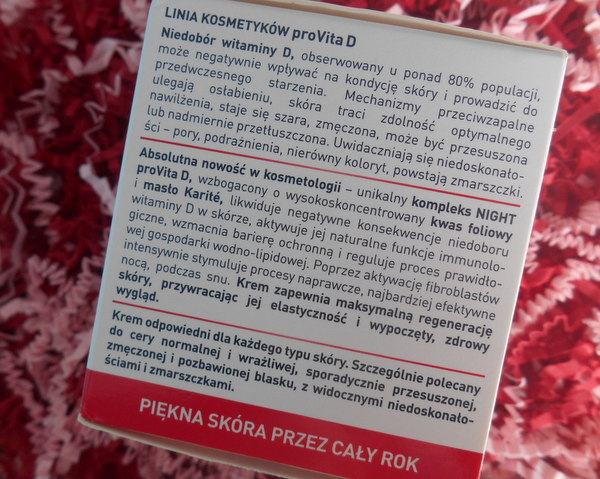 LINIA KOSMETYKÓW proVita D
Niedobór witaminy D, obserwowany u ponad 80% populacji,
może negatywnie wpływać na kondycję skóry i prowadzić do
przedwczesnego starzenia. Mechanizmy przeciwzapalne
ulegają osłabieniu, skóra traci zdolność optymalnego
nawilżenia, staje się szara, zmęczona, może być przesuszona
lub nadmiernie przetłuszczona. Uwidaczniają się niedoskonało-
ści – pory, podrażnienia, nierówny koloryt, powstają zmarszczki.
Absolutna nowość w kosmetologii – unikalny kompleks NIGHT
proVita D, wzbogacony o wysokoskoncentrowany kwas foliowy
i masło Karité, likwiduje negatywne konsekwencje niedoboru
witaminy D w skórze, aktywuje jej naturalne funkcje immunolo-
giczne, wzmacnia barierę ochronną i reguluje proces prawidło-
wej gospodarki wodno-lipidowej. Poprzez aktywację fibroblastów
intensywnie stymuluje procesy naprawcze, najbardziej efektywne
nocą, podczas snu. Krem zapewnia maksymalną regenerację
skóry, przywracając jej elastyczność i wypoczęty, zdrowy
wygląd.
Krem odpowiedni dla każdego typu skóry. Szczególnie polecany
do cery normalnej i wrażliwej, sporadycznie przesuszonej,
zmęczonej i pozbawionej blasku, z widocznymi niedoskonało-
ściami i zmarszczkami.
PIĘKNA SKÓRA PRZEZ CAŁY ROK